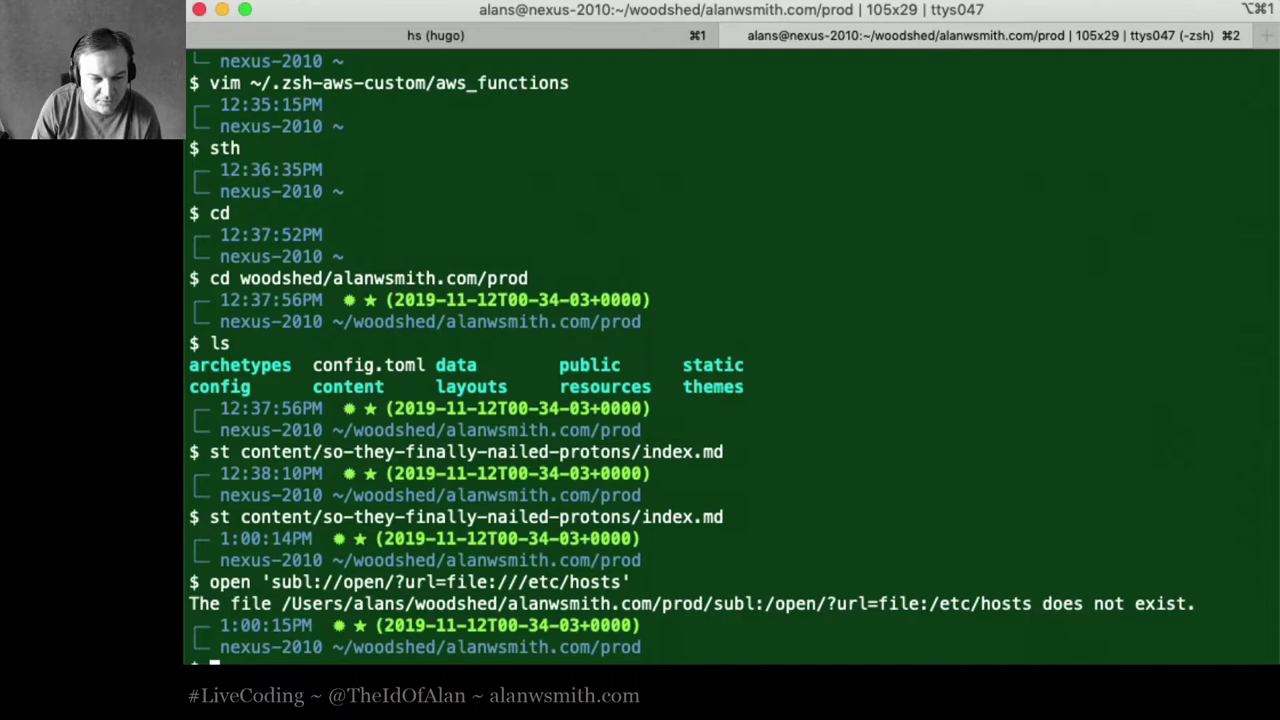 alans@nexus-2010:~/woodshed/alanwsmith.com/prod | 105x29 | ttys047 ⌥⌘1
hs (hugo) ⌘1 alans@nexus-2010:~/woodshed/alanwsmith.com/prod | 105x29 | ttys047 (-zsh) ⌘2 +
└─ nexus-2010 ~
$ vim ~/.zsh-aws-custom/aws_functions
┌─ 12:35:15PM
└─ nexus-2010 ~
$ sth
┌─ 12:36:35PM
└─ nexus-2010 ~
$ cd
┌─ 12:37:52PM
└─ nexus-2010 ~
$ cd woodshed/alanwsmith.com/prod
┌─ 12:37:56PM ✹ ★ (2019-11-12T00-34-03+0000)
└─ nexus-2010 ~/woodshed/alanwsmith.com/prod
$ ls
archetypes config.toml data public static
config content layouts resources themes
┌─ 12:37:56PM ✹ ★ (2019-11-12T00-34-03+0000)
└─ nexus-2010 ~/woodshed/alanwsmith.com/prod
$ st content/so-they-finally-nailed-protons/index.md
┌─ 12:38:10PM ✹ ★ (2019-11-12T00-34-03+0000)
└─ nexus-2010 ~/woodshed/alanwsmith.com/prod
$ st content/so-they-finally-nailed-protons/index.md
┌─ 1:00:14PM ✹ ★ (2019-11-12T00-34-03+0000)
└─ nexus-2010 ~/woodshed/alanwsmith.com/prod
$ open 'subl://open/?url=file:///etc/hosts'
The file /Users/alans/woodshed/alanwsmith.com/prod/subl:/open/?url=file:/etc/hosts does not exist.
┌─ 1:00:15PM ✹ ★ (2019-11-12T00-34-03+0000)
└─ nexus-2010 ~/woodshed/alanwsmith.com/prod
$
#LiveCoding ~ @TheIdOfAlan ~ alanwsmith.com